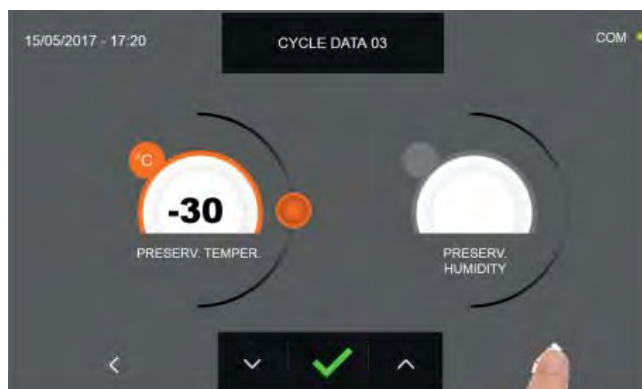 15/05/2017 - 17:20
CYCLE DATA 03
COM
°C
-30
PRESERV. TEMPER.
PRESERV.
HUMIDITY